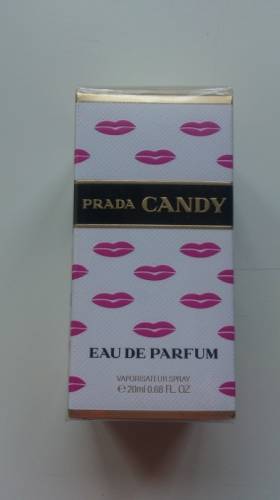 PRADA CANDY
EAU DE PARFUM
VAPORISATEUR SPRAY
℮ 20ml 0.68 FL. OZ